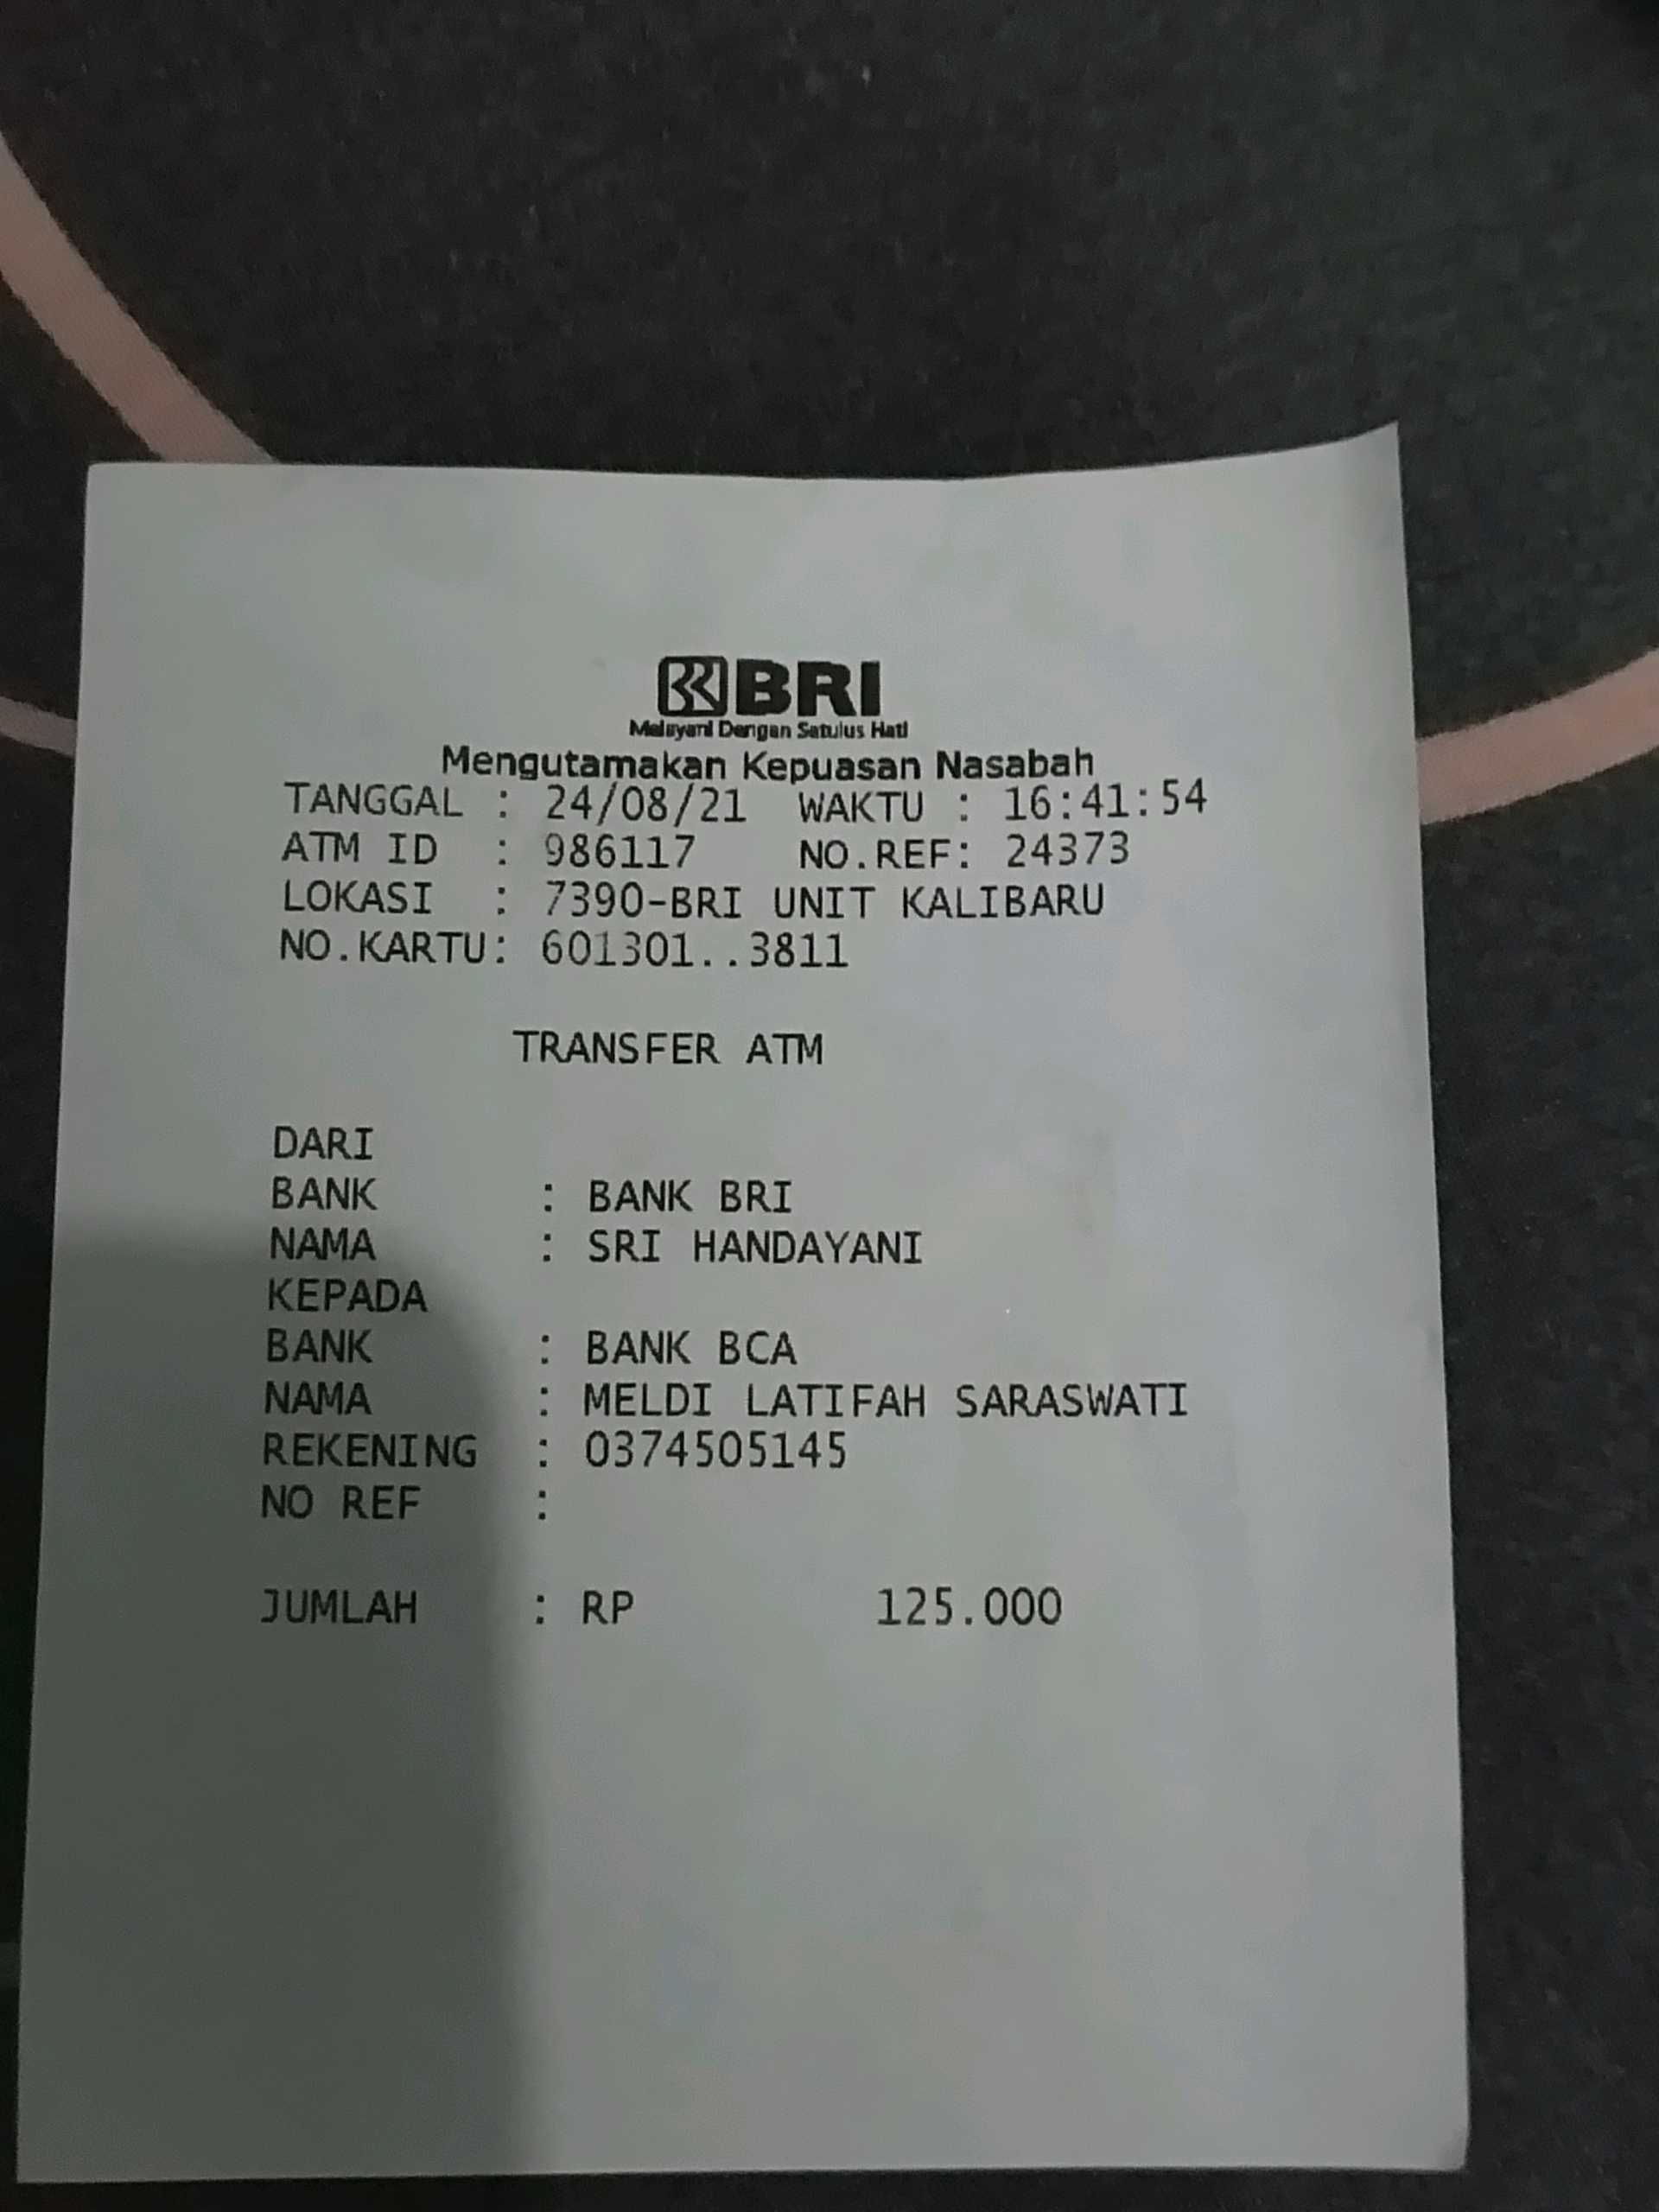 BRI
Melayani Dengan Setulus Hati
Mengutamakan Kepuasan Nasabah
TANGGAL : 24/08/21 WAKTU : 16:41:54
ATM ID : 986117 NO.REF: 24373
LOKASI : 7390-BRI UNIT KALIBARU
NO.KARTU: 601301..3811
TRANSFER ATM
DARI
BANK : BANK BRI
NAMA : SRI HANDAYANI
KEPADA
BANK : BANK BCA
NAMA : MELDI LATIFAH SARASWATI
REKENING : 0374505145
NO REF :
JUMLAH : RP 125.000